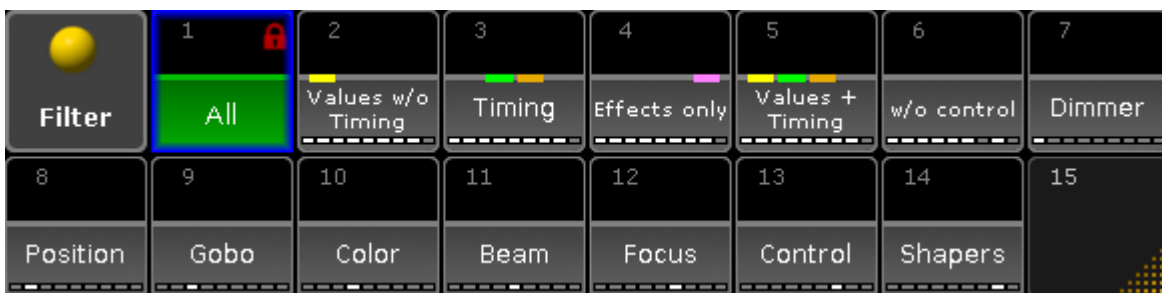 Filter
1
All
2
Values w/o
Timing
3
Timing
4
Effects only
5
Values +
Timing
6
w/o control
7
Dimmer
8
Position
9
Gobo
10
Color
11
Beam
12
Focus
13
Control
14
Shapers
15